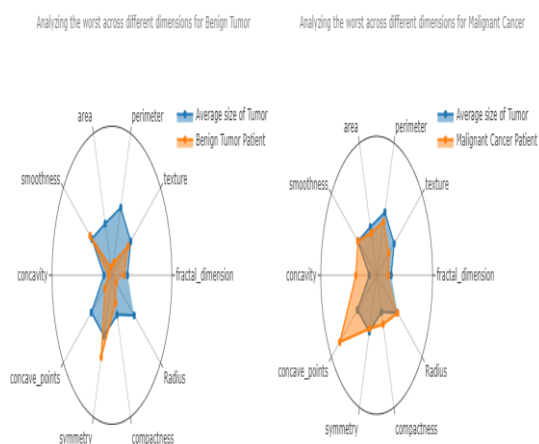 Analyzing the worst across different dimensions for Benign Tumor
Average size of Tumor
Benign Tumor Patient
area
perimeter
smoothness
texture
concavity
fractal_dimension
concave_points
Radius
symmetry
compactness
Analyzing the worst across different dimensions for Malignant Cancer
Average size of Tumor
Malignant Cancer Patient
area
perimeter
smoothness
texture
concavity
fractal_dimension
concave_points
Radius
symmetry
compactness